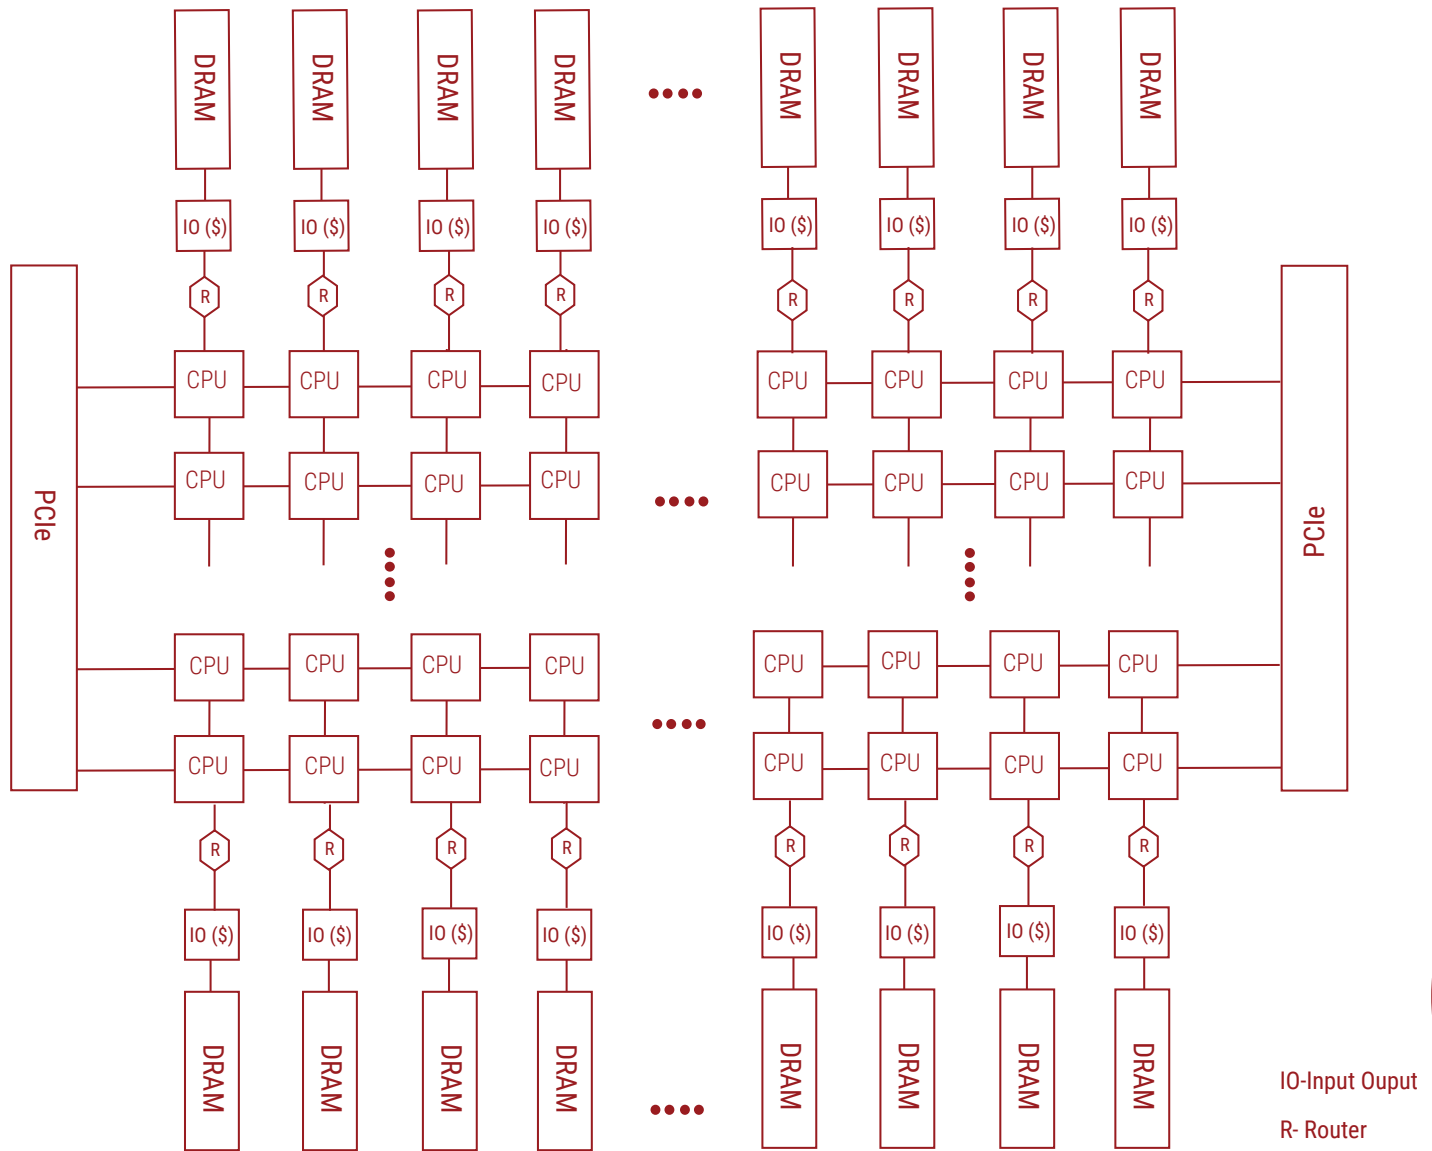 DRAM DRAM DRAM DRAM DRAM DRAM DRAM DRAM
IO ($) IO ($) IO ($) IO ($) IO ($) IO ($) IO ($) IO ($)
R R R R R R R R
CPU CPU CPU CPU CPU CPU CPU CPU
CPU CPU CPU CPU CPU CPU CPU CPU
PCIe PCIe
CPU CPU CPU CPU CPU CPU CPU CPU
CPU CPU CPU CPU CPU CPU CPU CPU
R R R R R R R R
IO ($) IO ($) IO ($) IO ($) IO ($) IO ($) IO ($) IO ($)
DRAM DRAM DRAM DRAM DRAM DRAM DRAM DRAM
IO-Input Ouput
R- Router